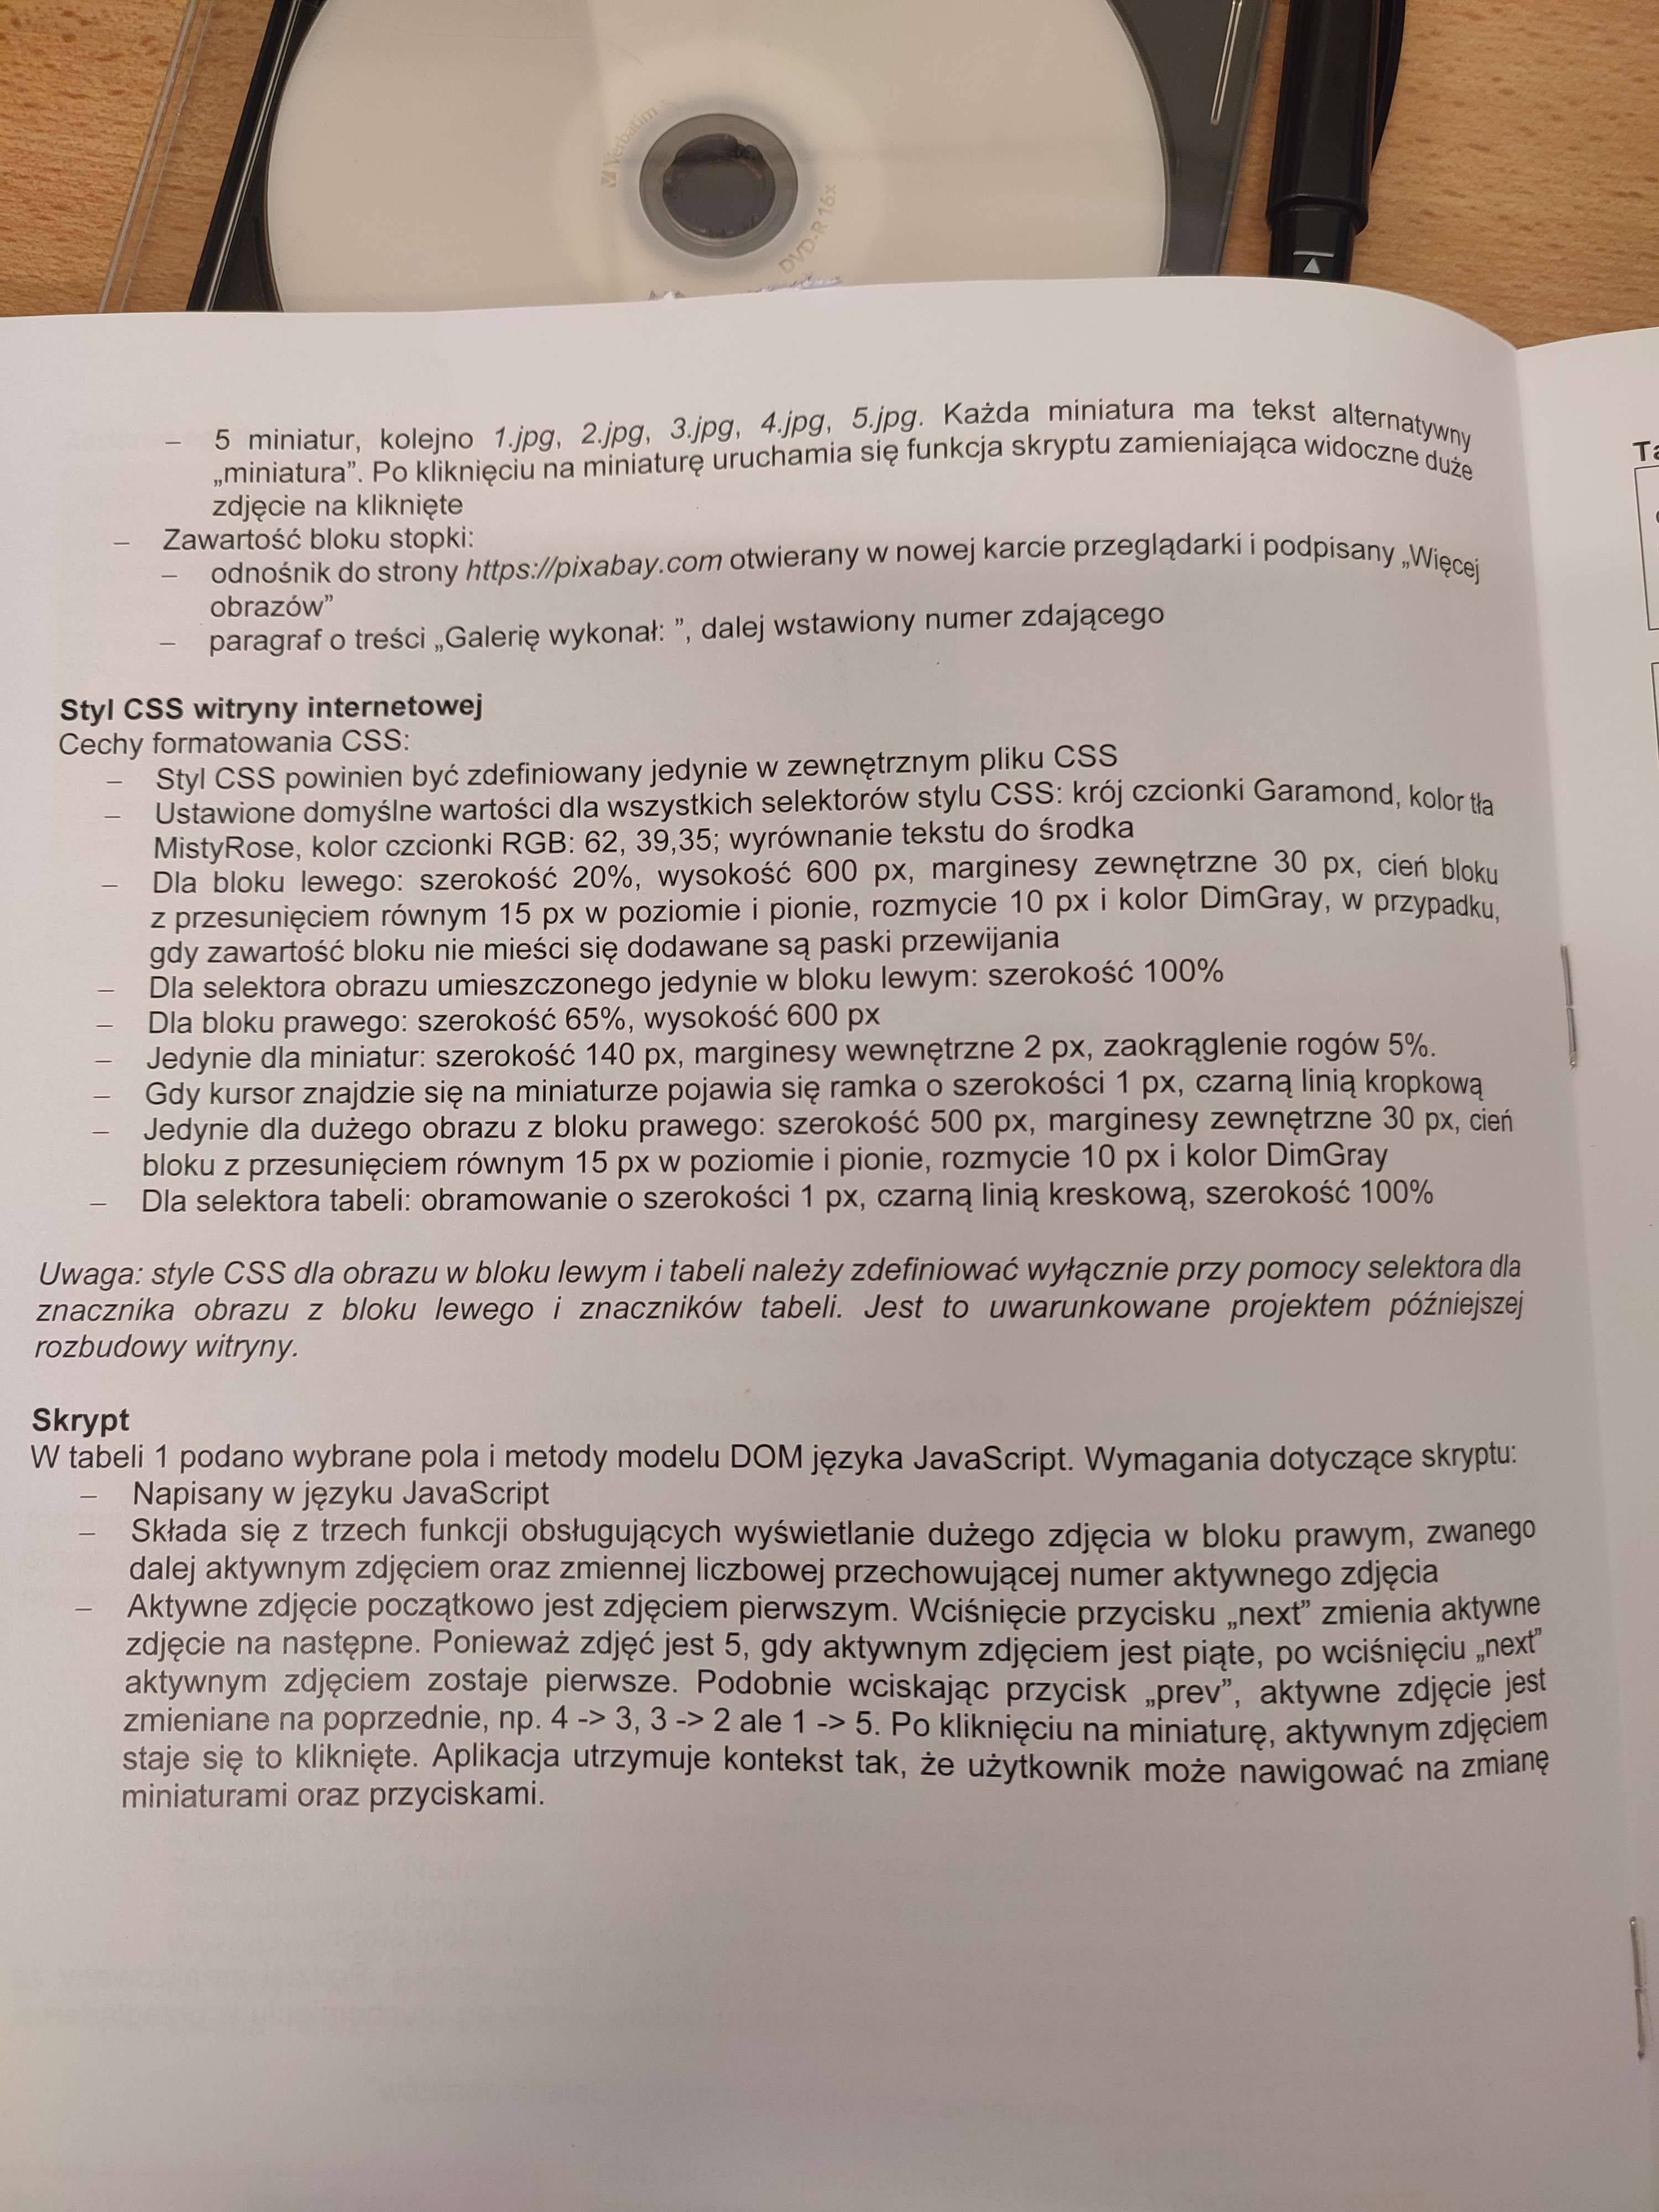 Verbatim
DVD-R 16x
– 5 miniatur, kolejno 1.jpg, 2.jpg, 3.jpg, 4.jpg, 5.jpg. Każda miniatura ma tekst alternatywny
„miniatura”. Po kliknięciu na miniaturę uruchamia się funkcja skryptu zamieniająca widoczne duże
zdjęcie na kliknięte
– Zawartość bloku stopki:
– odnośnik do strony https://pixabay.com otwierany w nowej karcie przeglądarki i podpisany „Więcej
obrazów”
– paragraf o treści „Galerię wykonał: ”, dalej wstawiony numer zdającego
Styl CSS witryny internetowej
Cechy formatowania CSS:
– Styl CSS powinien być zdefiniowany jedynie w zewnętrznym pliku CSS
– Ustawione domyślne wartości dla wszystkich selektorów stylu CSS: krój czcionki Garamond, kolor tła
MistyRose, kolor czcionki RGB: 62, 39,35; wyrównanie tekstu do środka
– Dla bloku lewego: szerokość 20%, wysokość 600 px, marginesy zewnętrzne 30 px, cień bloku
z przesunięciem równym 15 px w poziomie i pionie, rozmycie 10 px i kolor DimGray, w przypadku,
gdy zawartość bloku nie mieści się dodawane są paski przewijania
– Dla selektora obrazu umieszczonego jedynie w bloku lewym: szerokość 100%
– Dla bloku prawego: szerokość 65%, wysokość 600 px
– Jedynie dla miniatur: szerokość 140 px, marginesy wewnętrzne 2 px, zaokrąglenie rogów 5%.
– Gdy kursor znajdzie się na miniaturze pojawia się ramka o szerokości 1 px, czarną linią kropkową
– Jedynie dla dużego obrazu z bloku prawego: szerokość 500 px, marginesy zewnętrzne 30 px, cień
bloku z przesunięciem równym 15 px w poziomie i pionie, rozmycie 10 px i kolor DimGray
– Dla selektora tabeli: obramowanie o szerokości 1 px, czarną linią kreskową, szerokość 100%
Uwaga: style CSS dla obrazu w bloku lewym i tabeli należy zdefiniować wyłącznie przy pomocy selektora dla
znacznika obrazu z bloku lewego i znaczników tabeli. Jest to uwarunkowane projektem późniejszej
rozbudowy witryny.
Skrypt
W tabeli 1 podano wybrane pola i metody modelu DOM języka JavaScript. Wymagania dotyczące skryptu:
– Napisany w języku JavaScript
– Składa się z trzech funkcji obsługujących wyświetlanie dużego zdjęcia w bloku prawym, zwanego
dalej aktywnym zdjęciem oraz zmiennej liczbowej przechowującej numer aktywnego zdjęcia
– Aktywne zdjęcie początkowo jest zdjęciem pierwszym. Wciśnięcie przycisku „next” zmienia aktywne
zdjęcie na następne. Ponieważ zdjęć jest 5, gdy aktywnym zdjęciem jest piąte, po wciśnięciu „next”
aktywnym zdjęciem zostaje pierwsze. Podobnie wciskając przycisk „prev”, aktywne zdjęcie jest
zmieniane na poprzednie, np. 4 -> 3, 3 -> 2 ale 1 -> 5. Po kliknięciu na miniaturę, aktywnym zdjęciem
staje się to kliknięte. Aplikacja utrzymuje kontekst tak, że użytkownik może nawigować na zmianę
miniaturami oraz przyciskami.